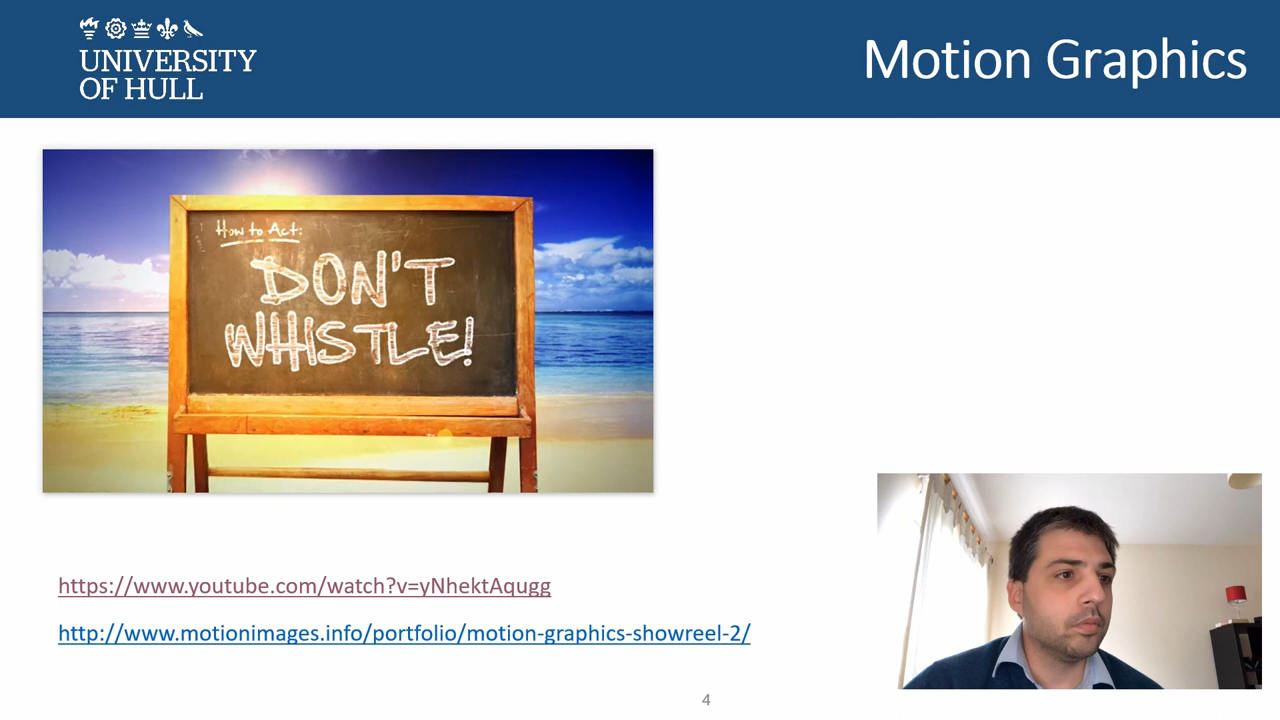 UNIVERSITY
OF HULL
Motion Graphics
How to Act:
DON'T
WHISTLE!
https://www.youtube.com/watch?v=yNhektAqugg
http://www.motionimages.info/portfolio/motion-graphics-showreel-2/
4